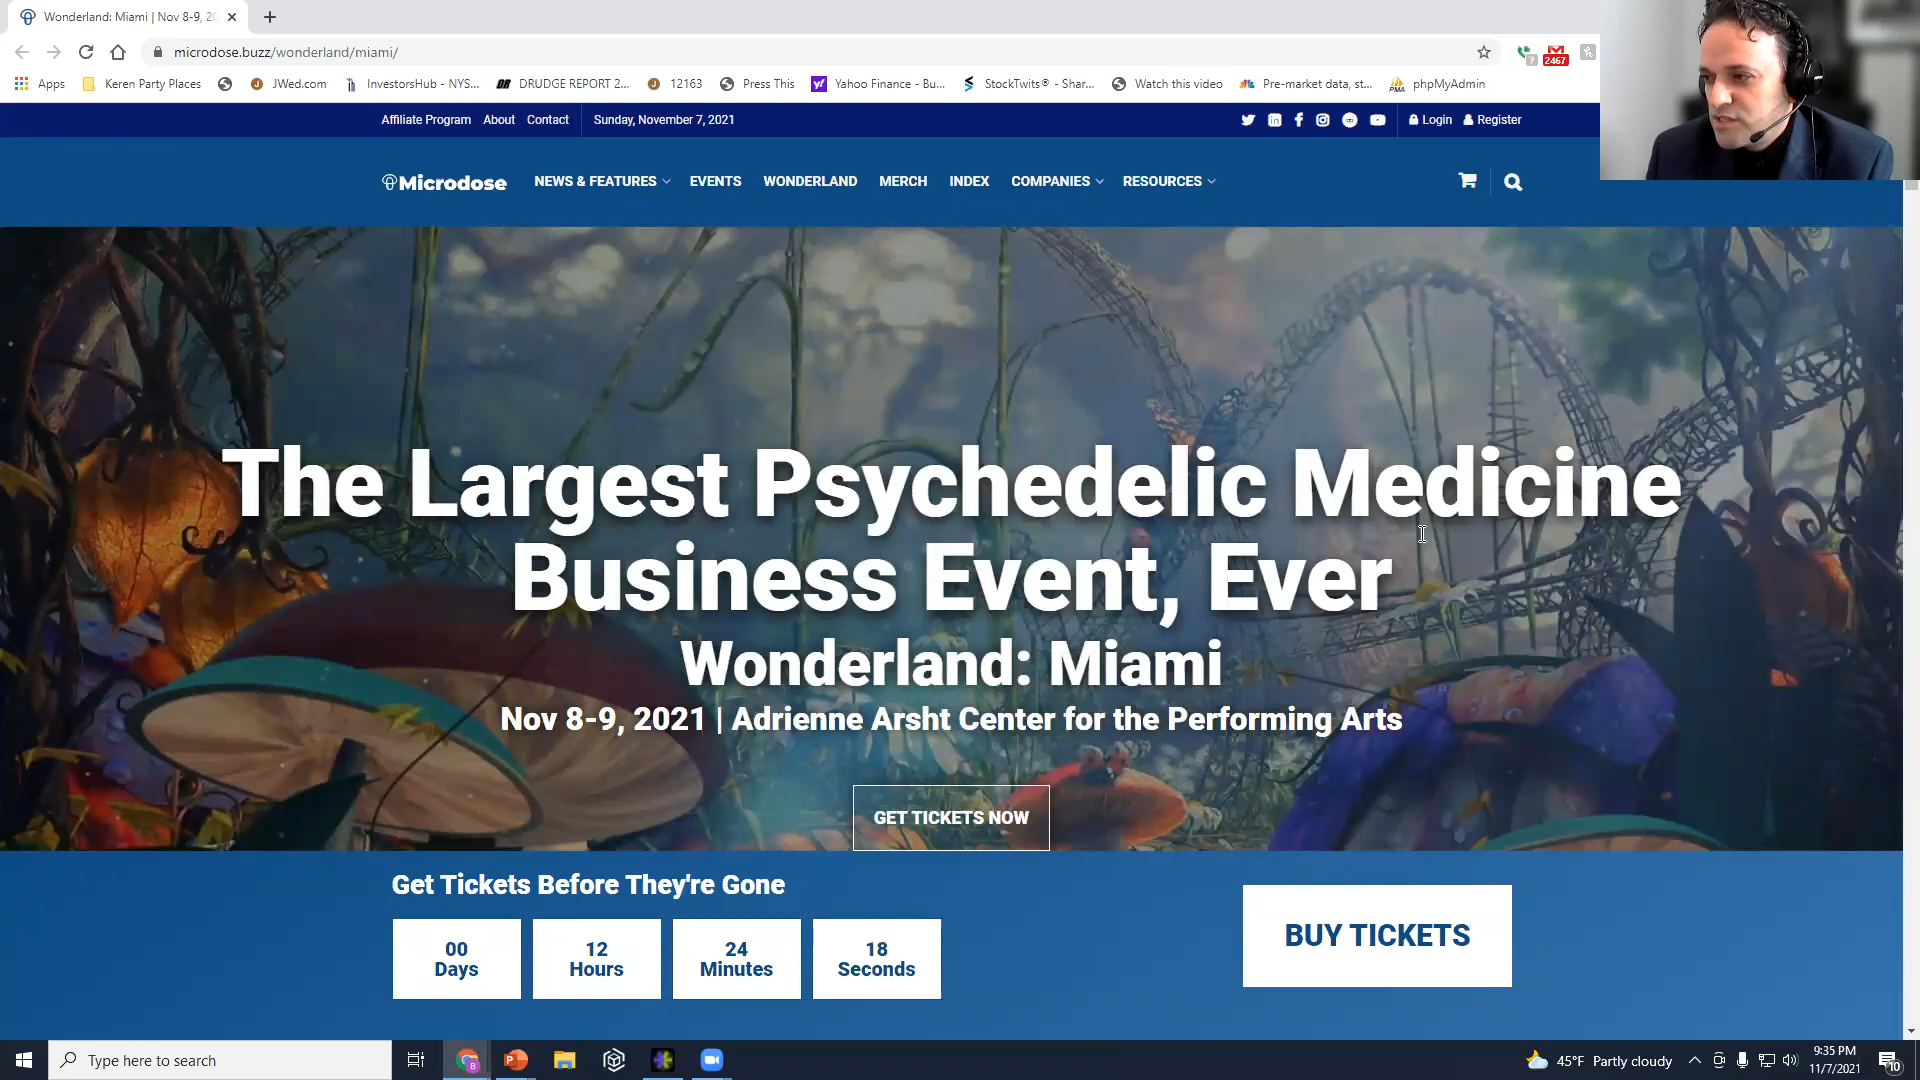 Wonderland: Miami | Nov 8-9, 20
microdose.buzz/wonderland/miami/
2467
Apps
Keren Party Places
JWed.com
InvestorsHub - NYS...
DRUDGE REPORT 2...
12163
Press This
Yahoo Finance - Bu...
StockTwits® - Shar...
Watch this video
Pre-market data, st...
phpMyAdmin
Affiliate Program About Contact Sunday, November 7, 2021
Login Register
Microdose
NEWS & FEATURES EVENTS WONDERLAND MERCH INDEX COMPANIES RESOURCES
The Largest Psychedelic Medicine
Business Event, Ever
Wonderland: Miami
Nov 8-9, 2021 | Adrienne Arsht Center for the Performing Arts
GET TICKETS NOW
Get Tickets Before They're Gone
00 Days
12 Hours
24 Minutes
18 Seconds
BUY TICKETS
Type here to search
45°F Partly cloudy
9:35 PM
11/7/2021
10